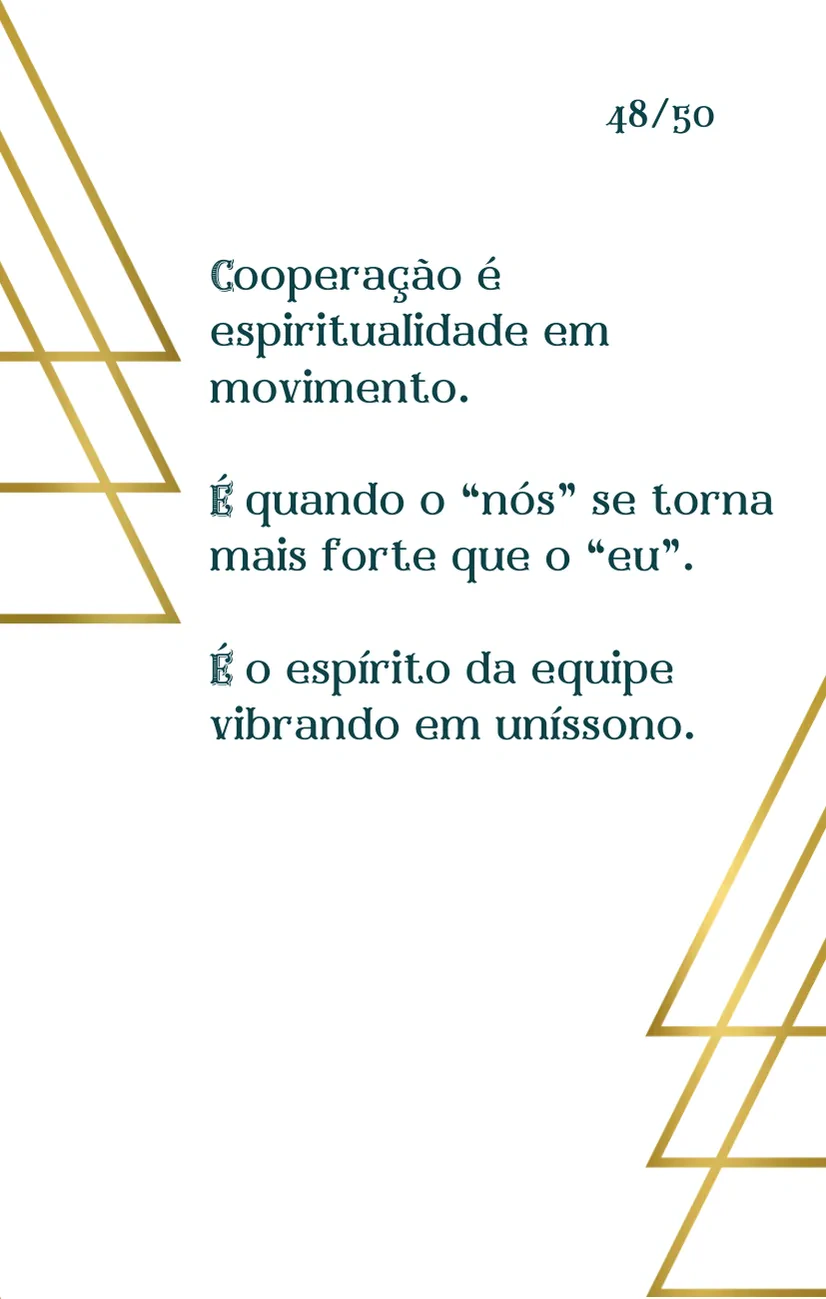 48/50
Cooperação é
espiritualidade em
movimento.
É quando o “nós” se torna
mais forte que o “eu”.
É o espírito da equipe
vibrando em uníssono.